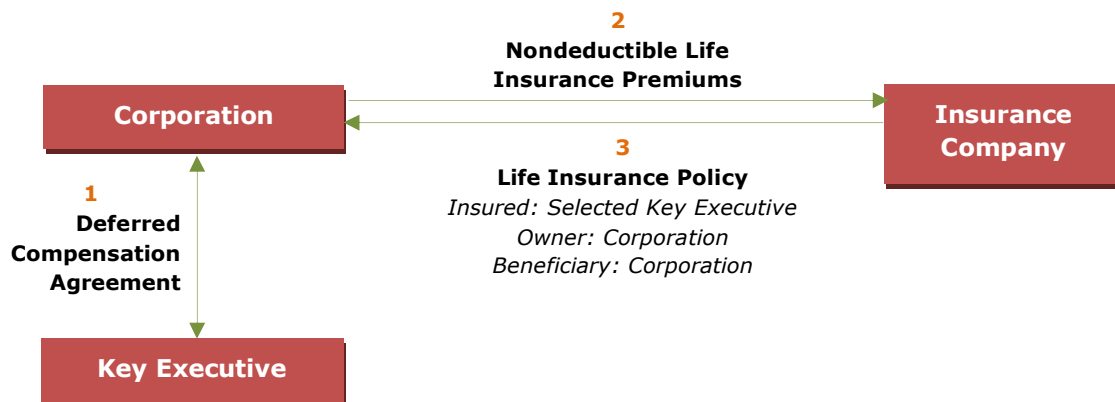 2
Nondeductible Life
Insurance Premiums
Corporation
Insurance
Company
3
Life Insurance Policy
Insured: Selected Key Executive
Owner: Corporation
Beneficiary: Corporation
1
Deferred
Compensation
Agreement
Key Executive